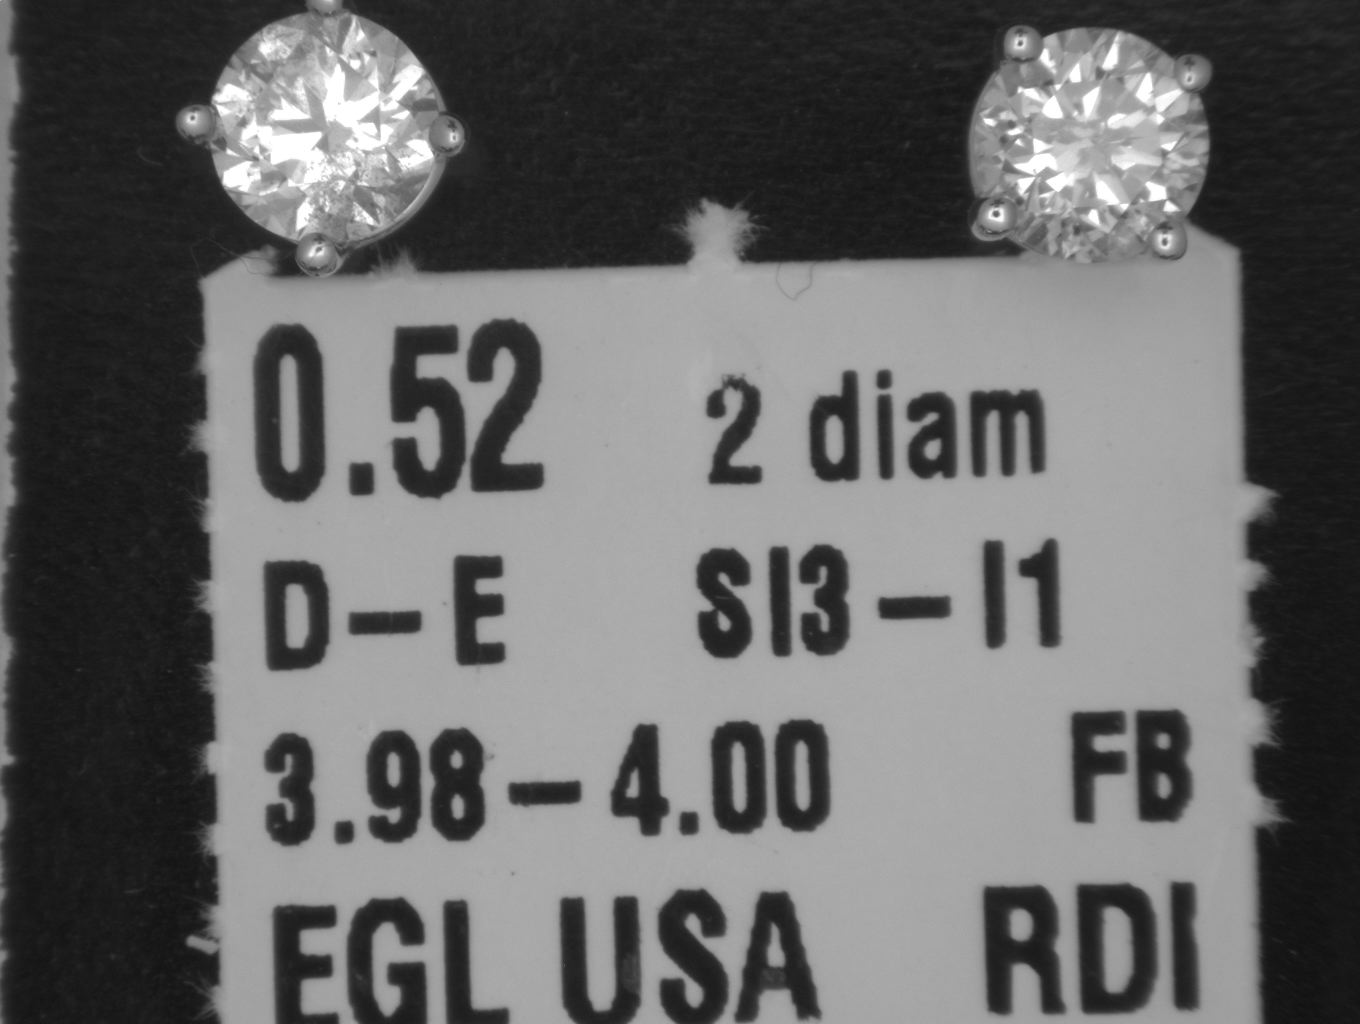 0.52 2 diam
D-E SI3-I1
3.98-4.00 FB
EGL USA RDI